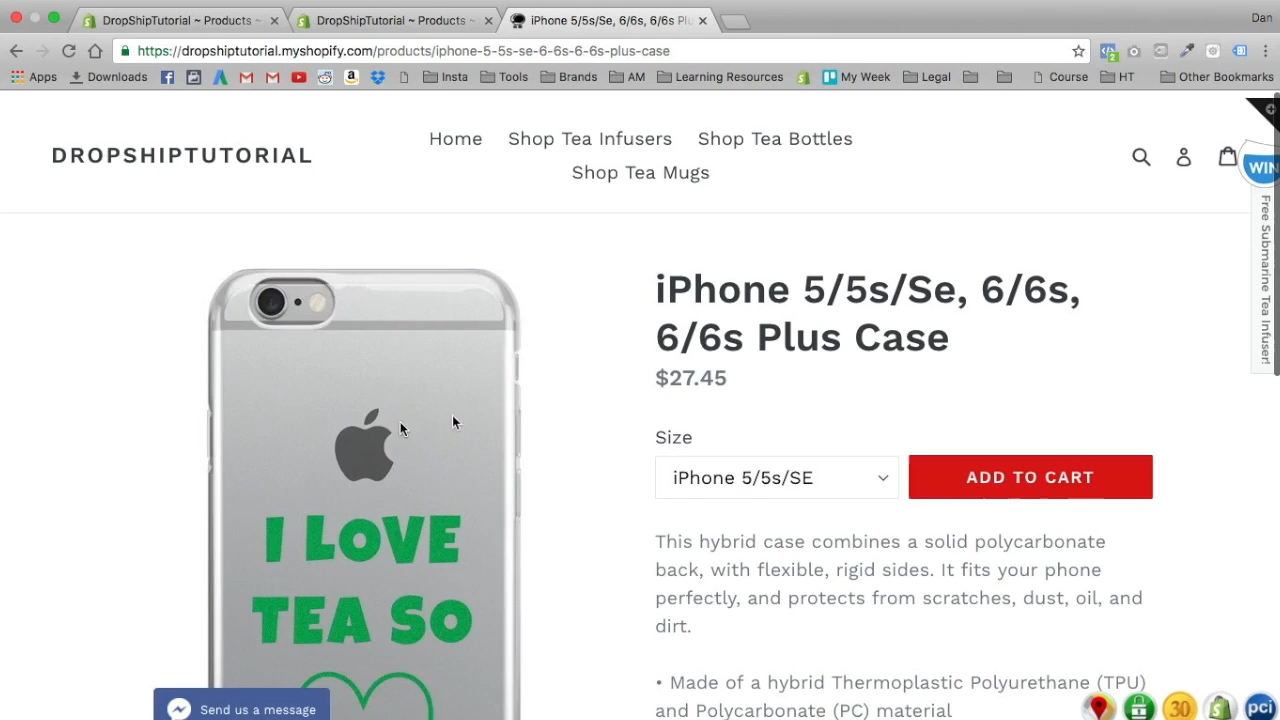 DropShipTutorial ~ Products ~
DropShipTutorial ~ Products ~
iPhone 5/5s/Se, 6/6s, 6/6s Plu
Dan
https://dropshiptutorial.myshopify.com/products/iphone-5-5s-se-6-6s-6-6s-plus-case
Apps Downloads Insta Tools Brands AM Learning Resources My Week Legal Course HT Other Bookmarks
DROPSHIPTUTORIAL
Home Shop Tea Infusers Shop Tea Bottles
Shop Tea Mugs
WIN
Free Submarine Tea Infuser!
iPhone 5/5s/Se, 6/6s,
6/6s Plus Case
$27.45
Size
iPhone 5/5s/SE
ADD TO CART
This hybrid case combines a solid polycarbonate
back, with flexible, rigid sides. It fits your phone
perfectly, and protects from scratches, dust, oil, and
dirt.
• Made of a hybrid Thermoplastic Polyurethane (TPU)
and Polycarbonate (PC) material
I LOVE
TEA SO
Send us a message
30
pci